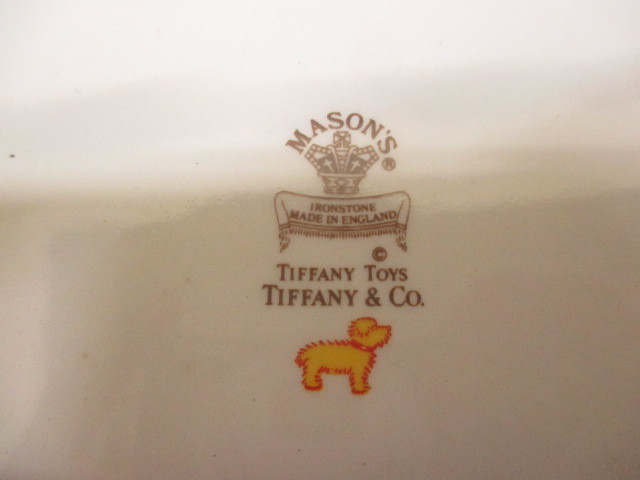 MASON'S®
IRONSTONE
MADE IN ENGLAND
©
TIFFANY TOYS
TIFFANY & CO.